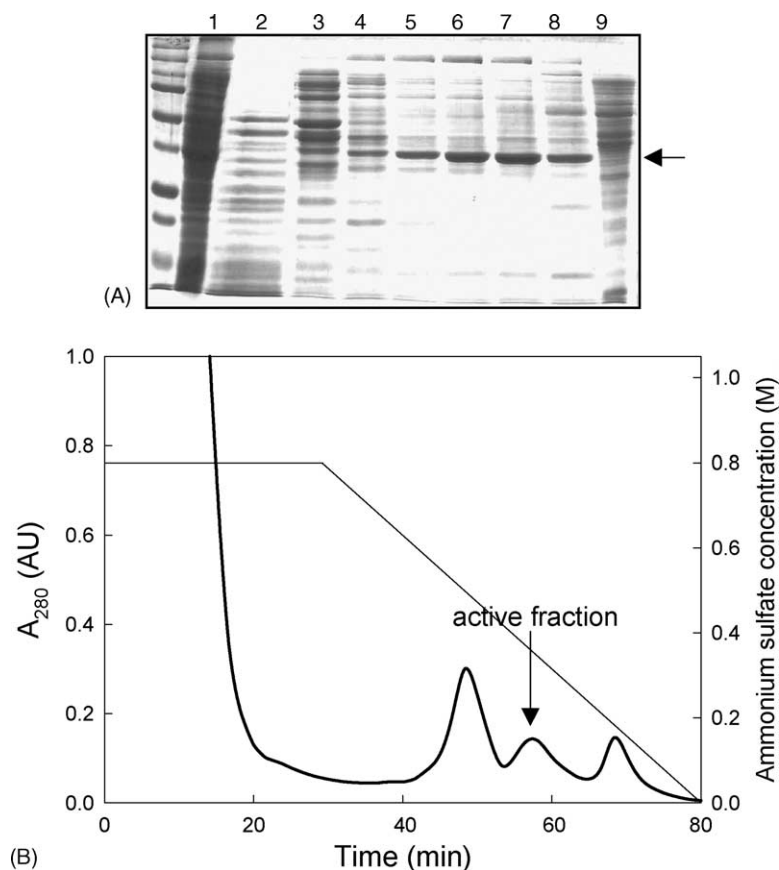 1 2 3 4 5 6 7 8 9
(A)
1.0
0.8
0.6
0.4
0.2
0.0
A280 (AU)
active fraction
1.0
0.8
0.6
0.4
0.2
0.0
Ammonium sulfate concentration (M)
0 20 40 60 80
Time (min)
(B)